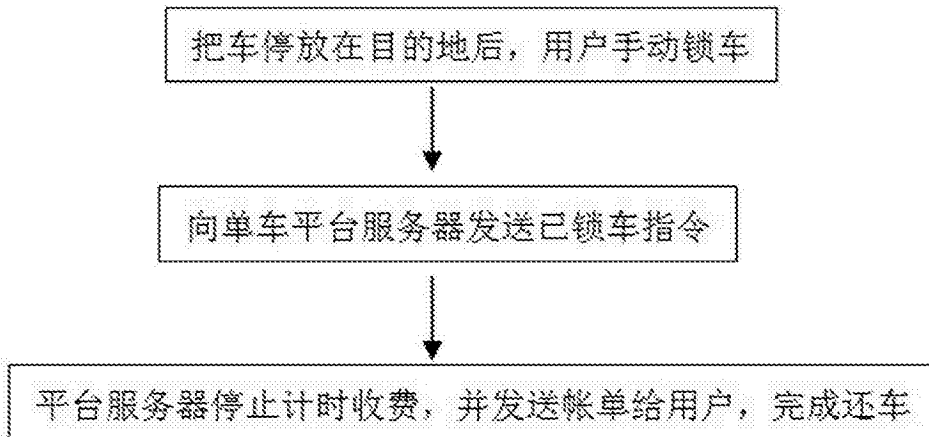 把车停放在目的地后，用户手动锁车
向单车平台服务器发送已锁车指令
平台服务器停止计时收费，并发送帐单给用户，完成还车